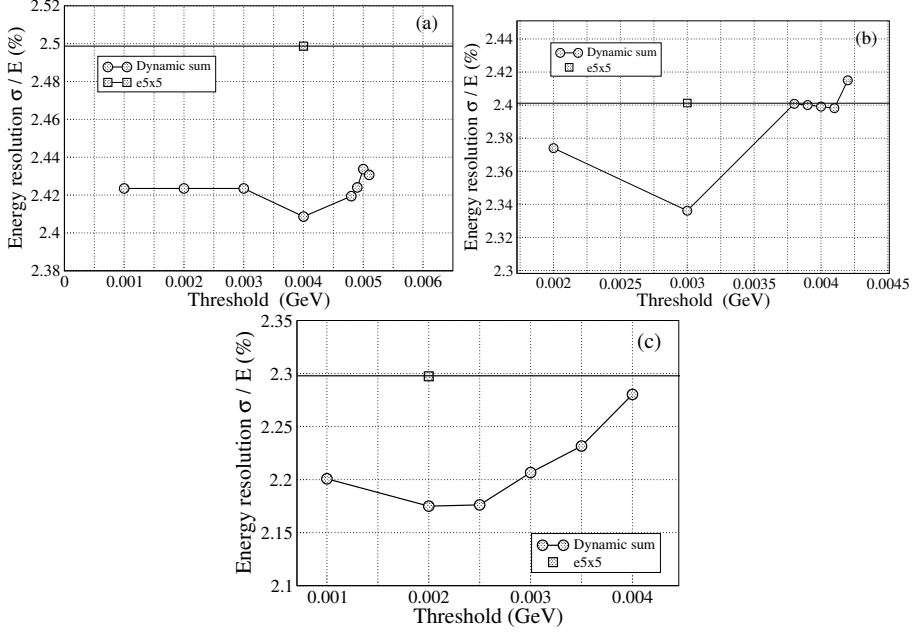 (a)
Energy resolution σ / E (%)
2.52
2.5
2.48
2.46
2.44
2.42
2.4
2.38
Dynamic sum
e5x5
0 0.001 0.002 0.003 0.004 0.005 0.006
Threshold (GeV)
(b)
Energy resolution σ / E (%)
2.44
2.42
2.4
2.38
2.36
2.34
2.32
2.3
Dynamic sum
e5x5
0.002 0.0025 0.003 0.0035 0.004 0.0045
Threshold (GeV)
(c)
Energy resolution σ / E (%)
2.35
2.3
2.25
2.2
2.15
2.1
Dynamic sum
e5x5
0.001 0.002 0.003 0.004
Threshold (GeV)